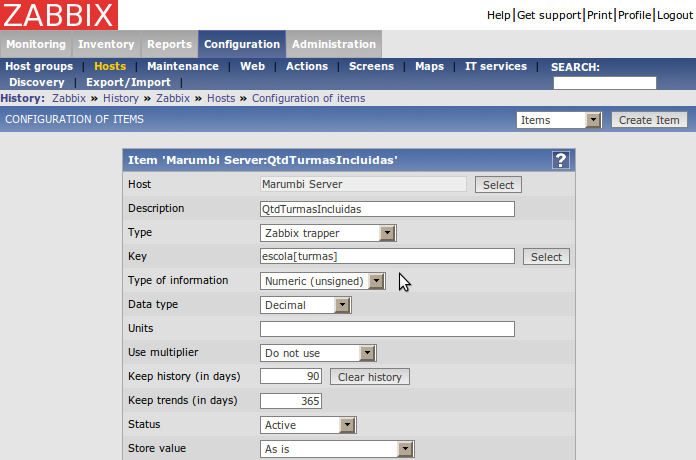 ZABBIX
Help|Get support|Print|Profile|Logout
Monitoring Inventory Reports Configuration Administration
Host groups | Hosts | Maintenance | Web | Actions | Screens | Maps | IT services | SEARCH:
Discovery | Export/Import |
History: Zabbix » History » Zabbix » Hosts » Configuration of items
CONFIGURATION OF ITEMS Items Create Item
Item 'Marumbi Server:QtdTurmasIncluidas' ?
Host Marumbi Server Select
Description QtdTurmasIncluidas
Type Zabbix trapper
Key escola[turmas] Select
Type of information Numeric (unsigned)
Data type Decimal
Units
Use multiplier Do not use
Keep history (in days) 90 Clear history
Keep trends (in days) 365
Status Active
Store value As is